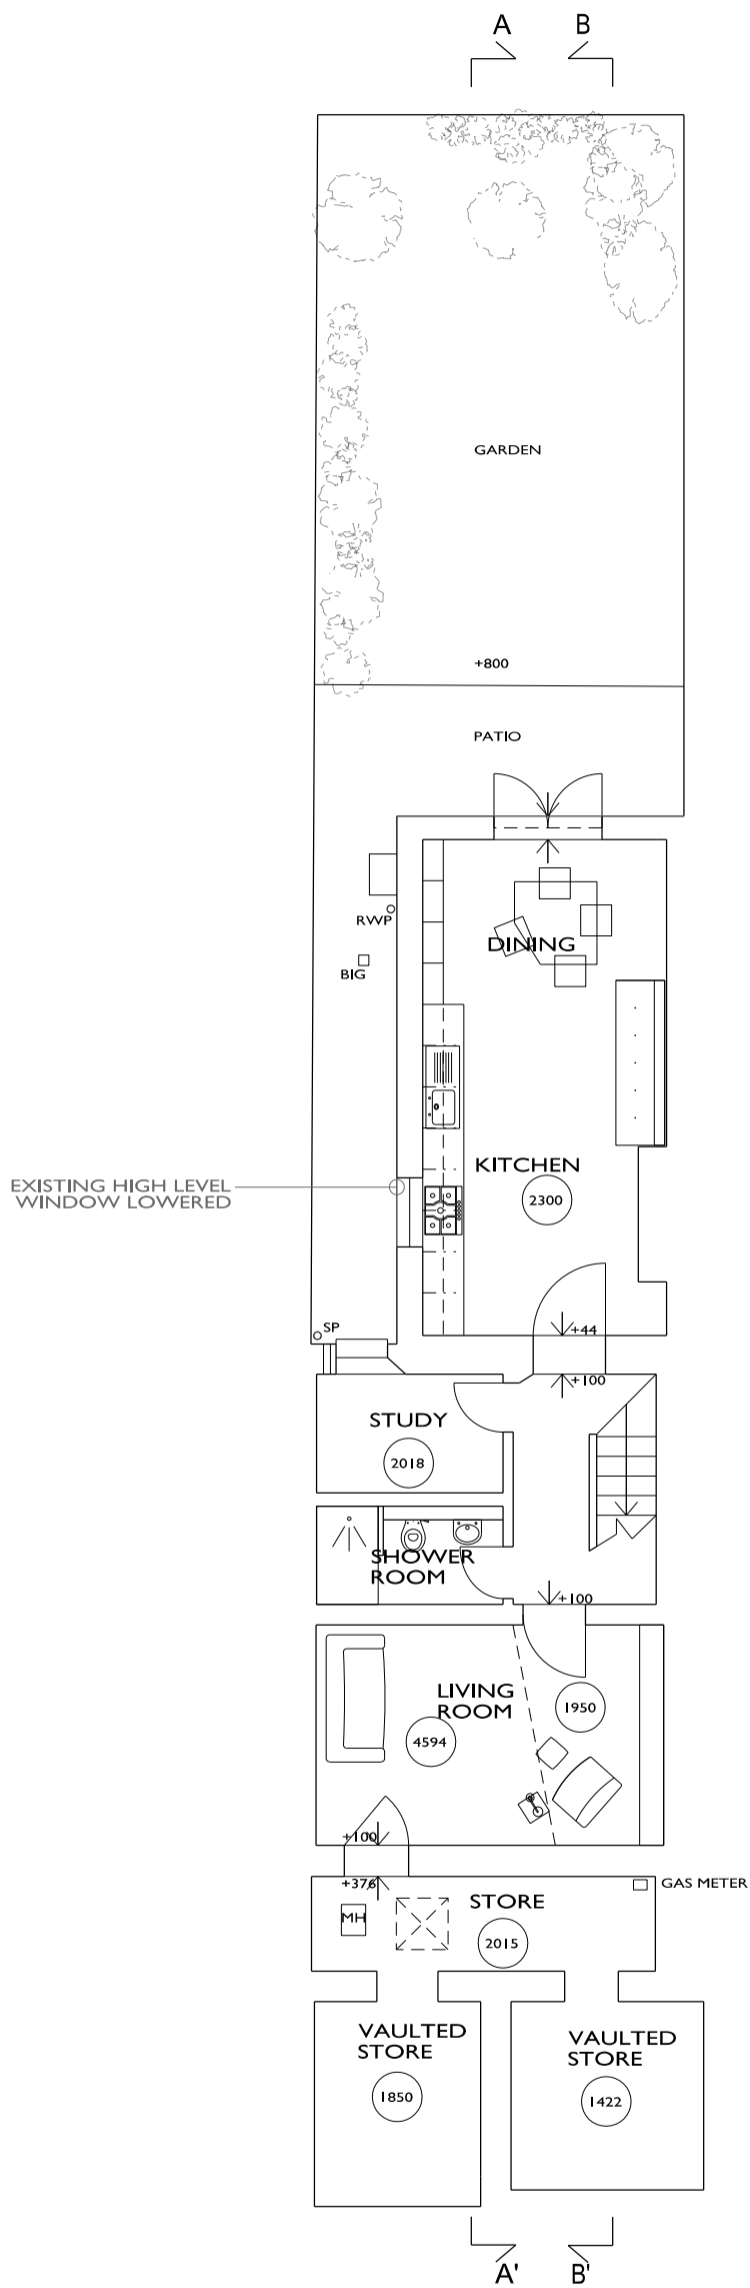 A B
GARDEN
+800
PATIO
RWP
DINING
BIG
KITCHEN
EXISTING HIGH LEVEL
WINDOW LOWERED
2300
SP
+44
+100
STUDY
2018
SHOWER
ROOM
+100
LIVING
ROOM
1950
4594
+100
+376
GAS METER
STORE
MH
2015
VAULTED
STORE
VAULTED
STORE
1850
1422
A' B'